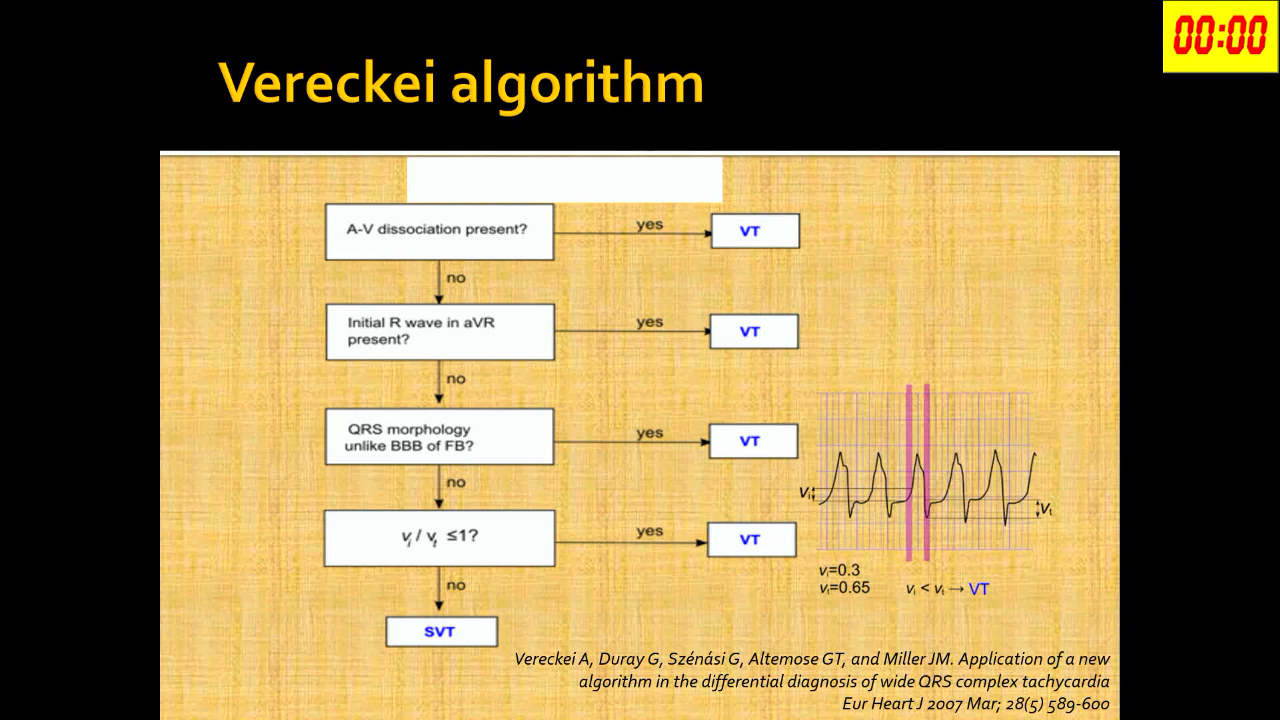 00:00
Vereckei algorithm
A-V dissociation present?
yes
VT
no
Initial R wave in aVR
present?
yes
VT
no
QRS morphology
unlike BBB of FB?
yes
VT
no
vi / vt ≤1?
yes
VT
no
SVT
Vi
Vt
vi=0.3
vt=0.65
vi < vt → VT
Vereckei A, Duray G, Szénási G, Altemose GT, and Miller JM. Application of a new
algorithm in the differential diagnosis of wide QRS complex tachycardia
Eur Heart J 2007 Mar; 28(5) 589-600